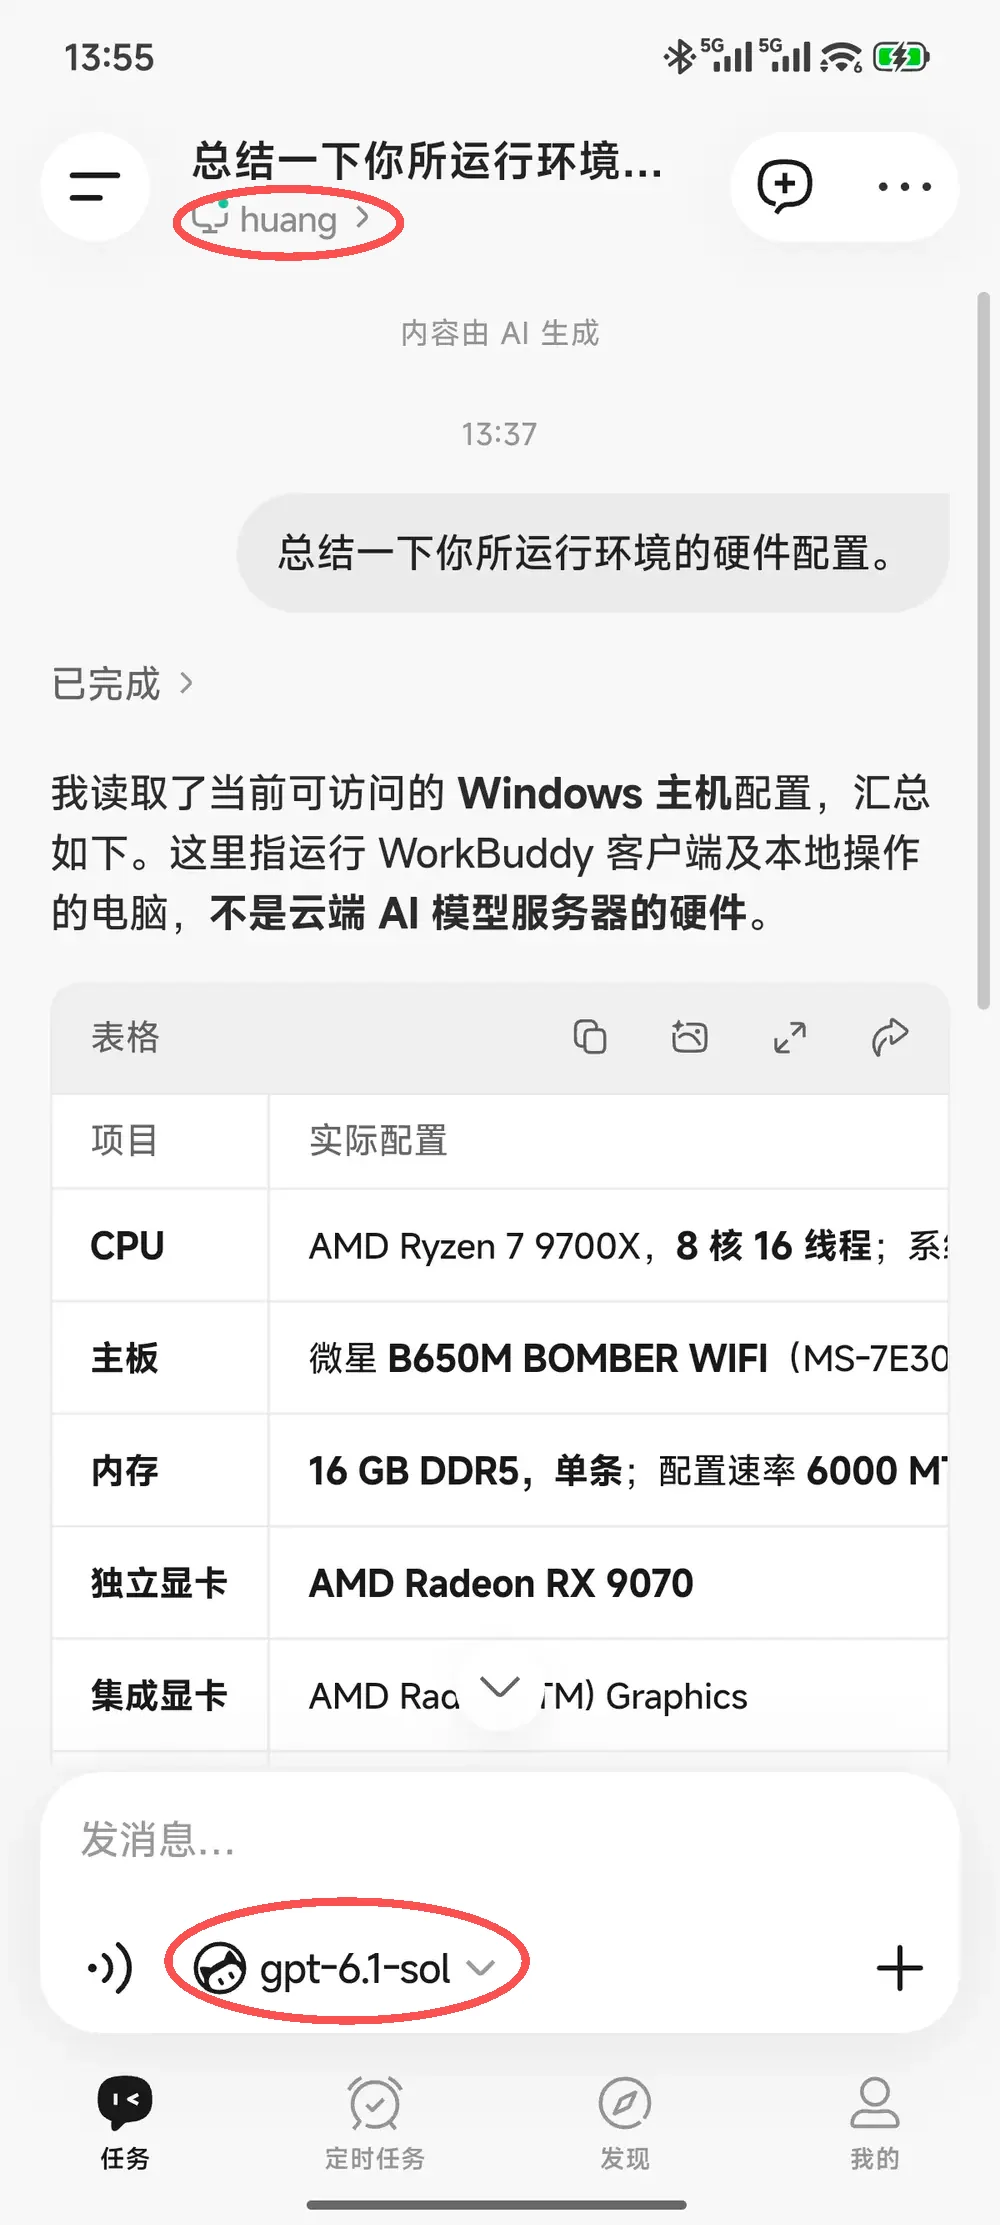 13:55
5G 5G 6
总结一下你所运行环境...
huang
内容由 AI 生成
13:37
总结一下你所运行环境的硬件配置。
已完成
我读取了当前可访问的 Windows 主机配置，汇总
如下。这里指运行 WorkBuddy 客户端及本地操作
的电脑，不是云端 AI 模型服务器的硬件。
表格
项目 实际配置
CPU AMD Ryzen 7 9700X，8 核 16 线程；系
主板 微星 B650M BOMBER WIFI（MS-7E30
内存 16 GB DDR5，单条；配置速率 6000 M
独立显卡 AMD Radeon RX 9070
集成显卡 AMD Rad TM) Graphics
发消息...
gpt-6.1-sol
任务 定时任务 发现 我的